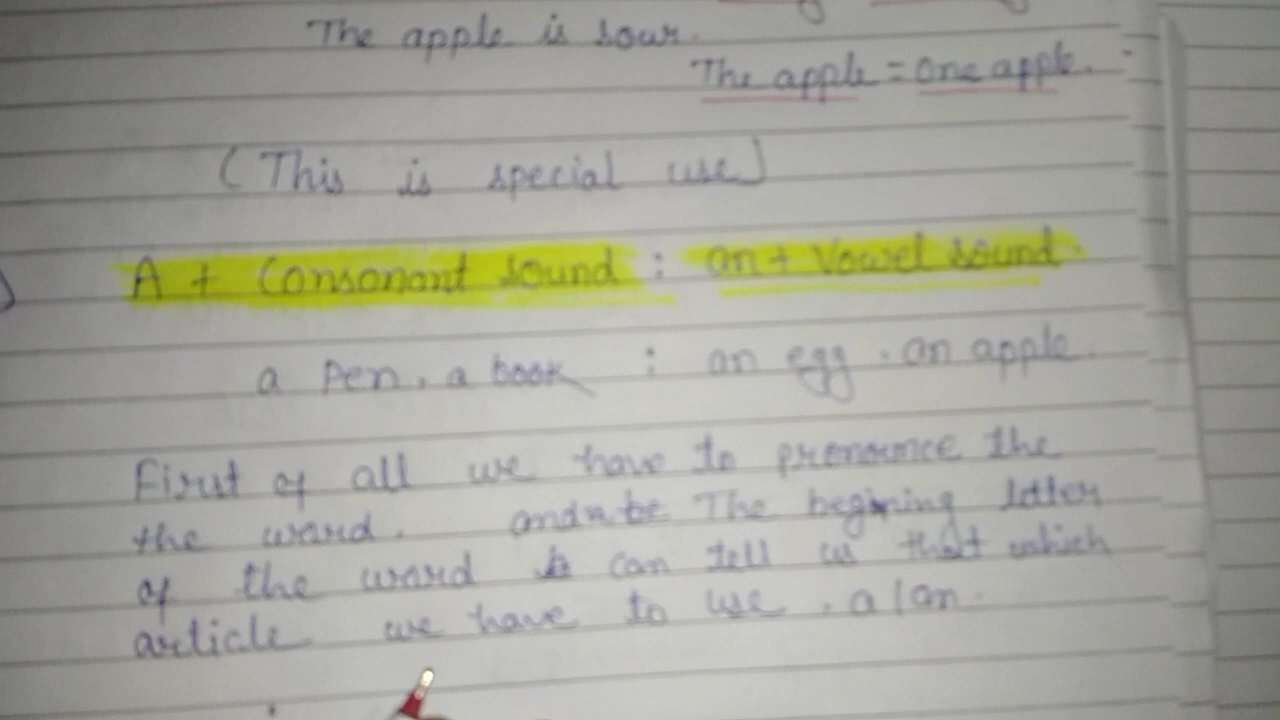 The apple is sour.
The apple = one apple.
(This is special use)
A + Consonant sound : an + Vowel sound.
a Pen, a book : an egg, an apple
First of all we have to pronounce the
the word. The begining letter
of the word can tell us that which
article we have to use, a/an.